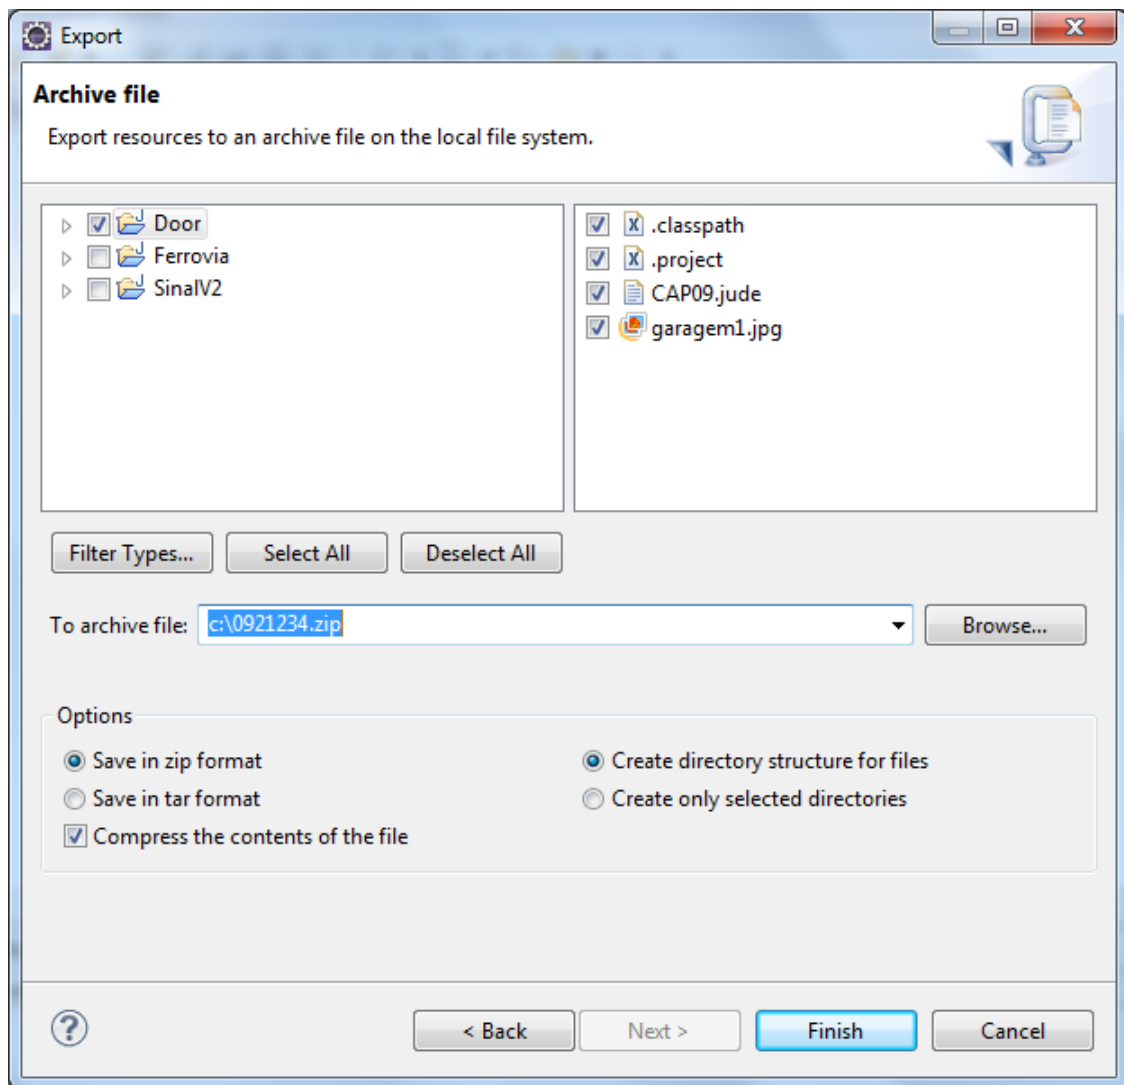 Export
Archive file
Export resources to an archive file on the local file system.
Door
Ferrovia
SinalV2
.classpath
.project
CAP09.jude
garagem1.jpg
Filter Types...
Select All
Deselect All
To archive file:
c:\0921234.zip
Browse...
Options
Save in zip format
Save in tar format
Compress the contents of the file
Create directory structure for files
Create only selected directories
?
< Back
Next >
Finish
Cancel